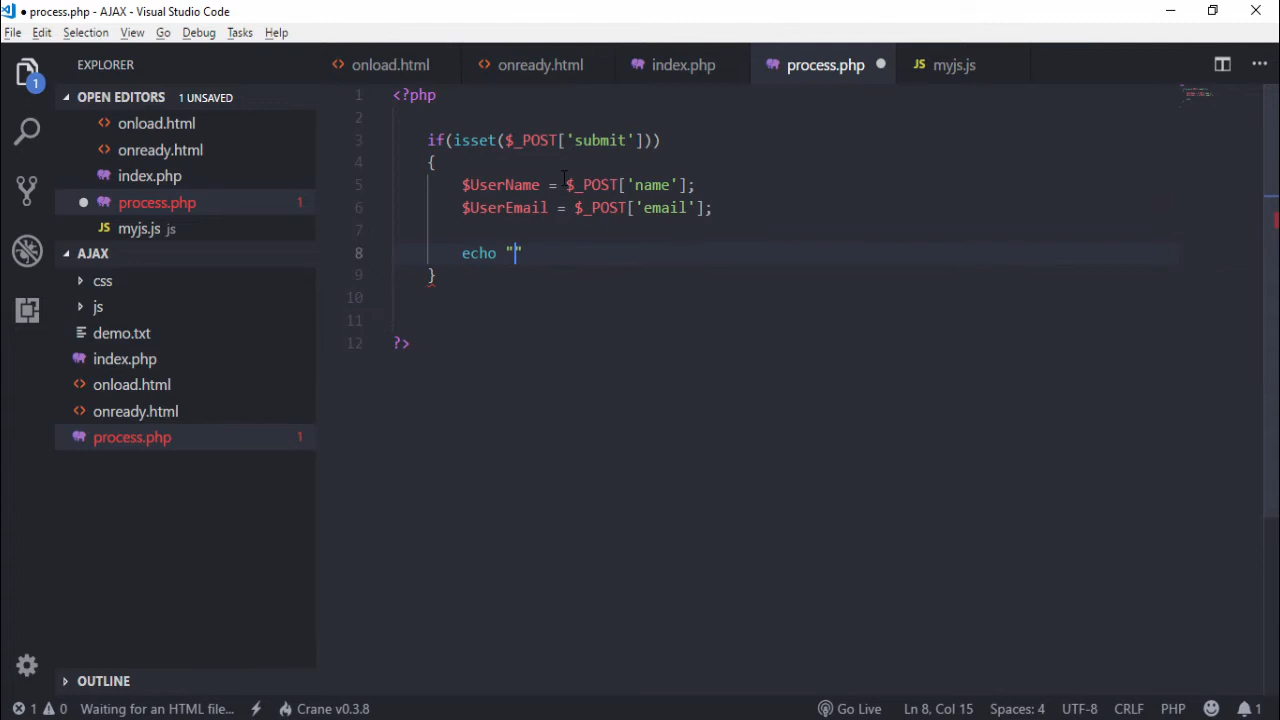 ● process.php - AJAX - Visual Studio Code
File Edit Selection View Go Debug Tasks Help
EXPLORER
onload.html
onready.html
index.php
process.php ●
JS myjs.js
OPEN EDITORS 1 UNSAVED
onload.html
onready.html
index.php
● process.php 1
JS myjs.js js
AJAX
css
js
demo.txt
index.php
onload.html
onready.html
process.php 1
OUTLINE
1
1 <?php
2
3 if(isset($_POST['submit']))
4 {
5 $UserName = $_POST['name'];
6 $UserEmail = $_POST['email'];
7
8 echo ""
9 }
10
11
12 ?>
1 0 Waiting for an HTML file... Crane v0.3.8 Go Live Ln 8, Col 15 Spaces: 4 UTF-8 CRLF PHP 1